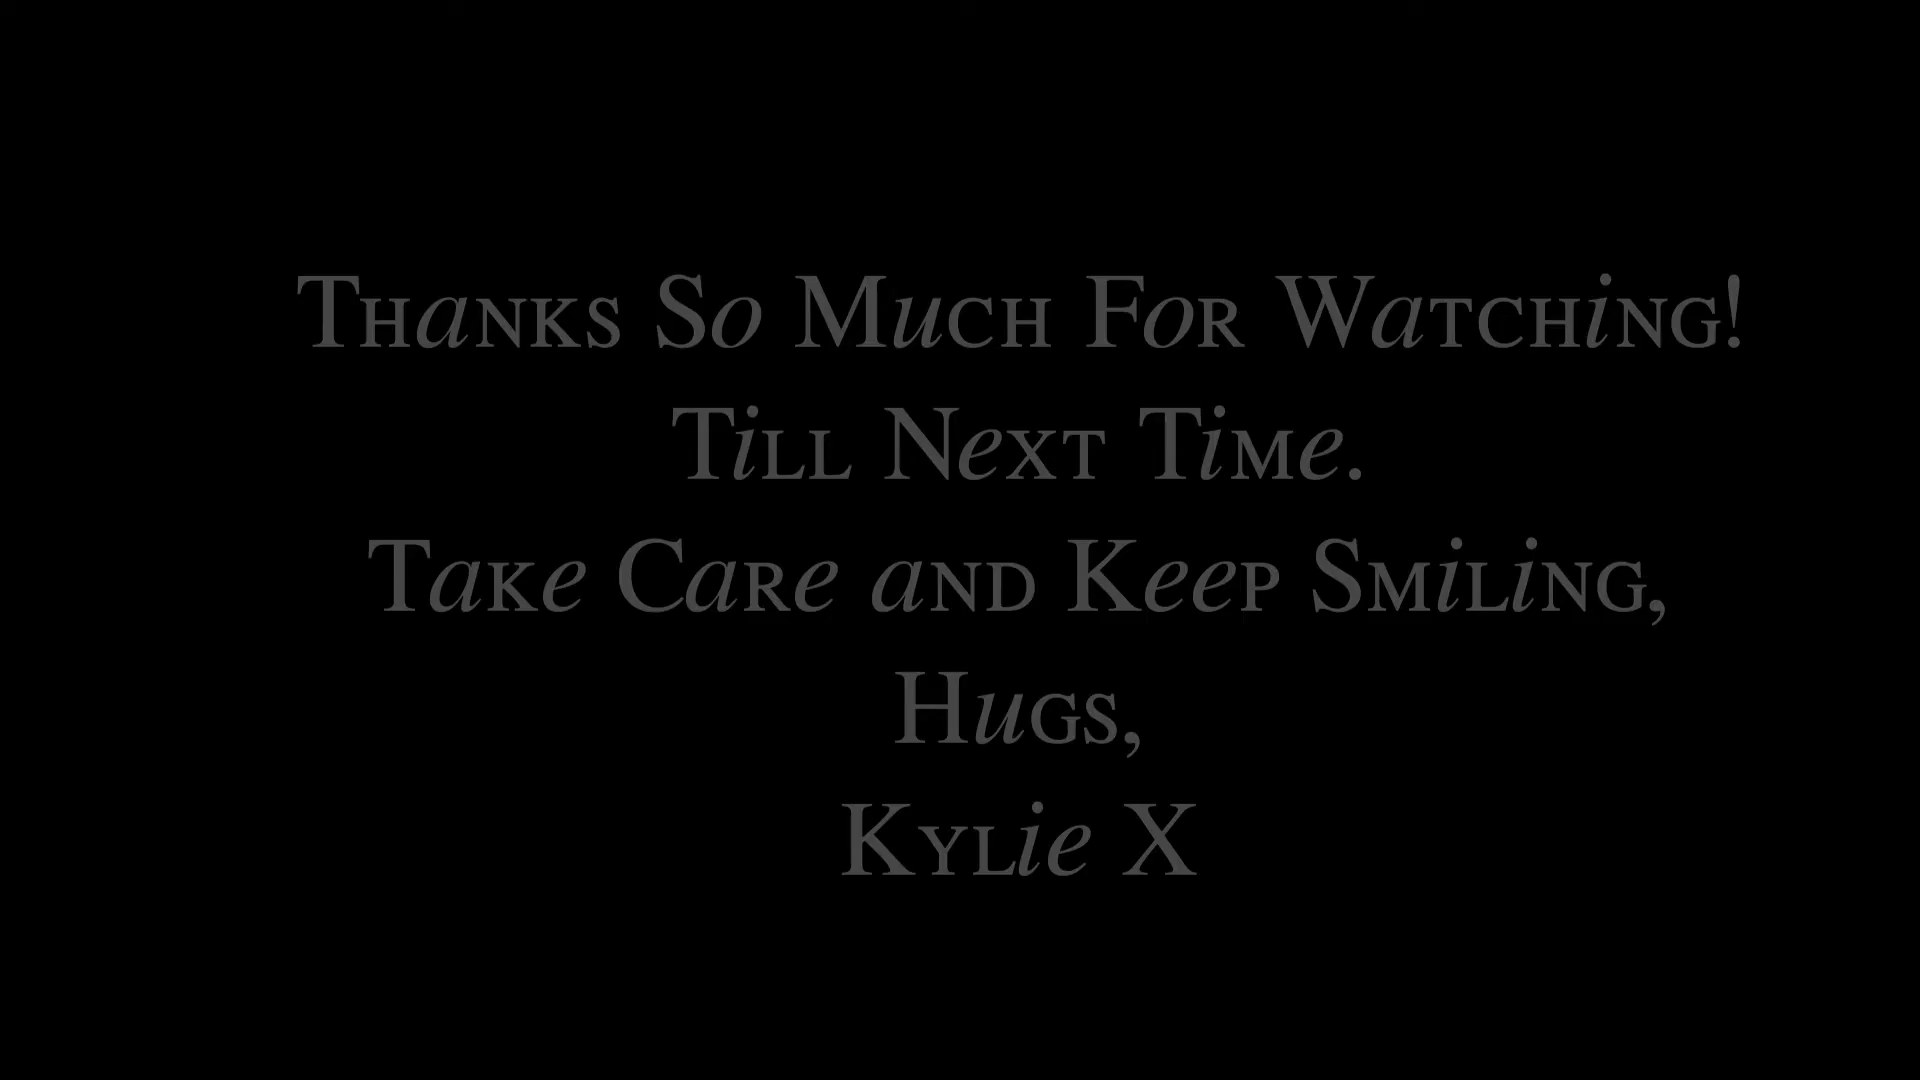 Thanks So Much For Watching!
Till Next Time.
Take Care and Keep Smiling,
Hugs,
Kylie X